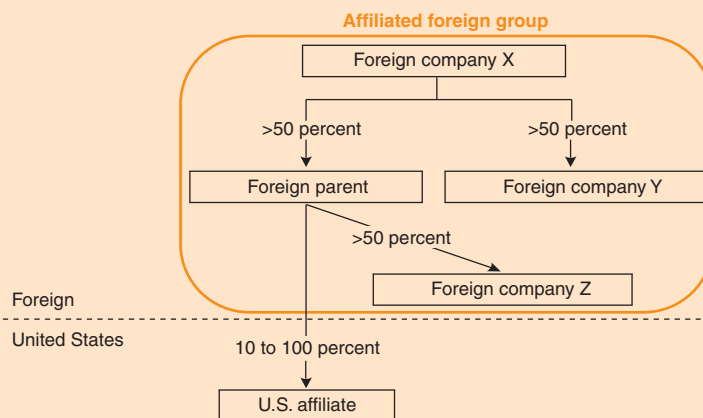 Affiliated foreign group
Foreign company X
>50 percent
>50 percent
Foreign parent
Foreign company Y
>50 percent
Foreign company Z
Foreign
United States
10 to 100 percent
U.S. affiliate